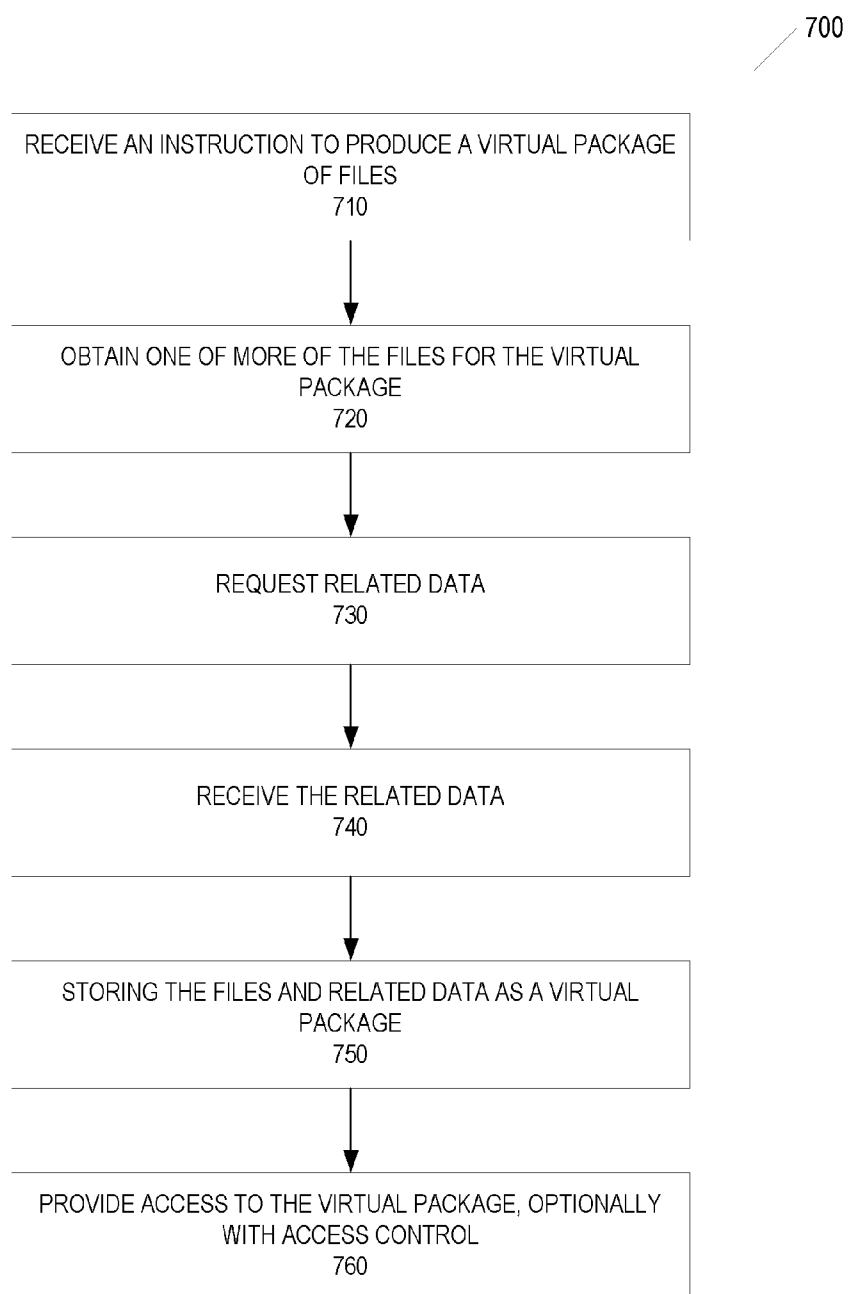 700
RECEIVE AN INSTRUCTION TO PRODUCE A VIRTUAL PACKAGE
OF FILES
710
OBTAIN ONE OF MORE OF THE FILES FOR THE VIRTUAL
PACKAGE
720
REQUEST RELATED DATA
730
RECEIVE THE RELATED DATA
740
STORING THE FILES AND RELATED DATA AS A VIRTUAL
PACKAGE
750
PROVIDE ACCESS TO THE VIRTUAL PACKAGE, OPTIONALLY
WITH ACCESS CONTROL
760